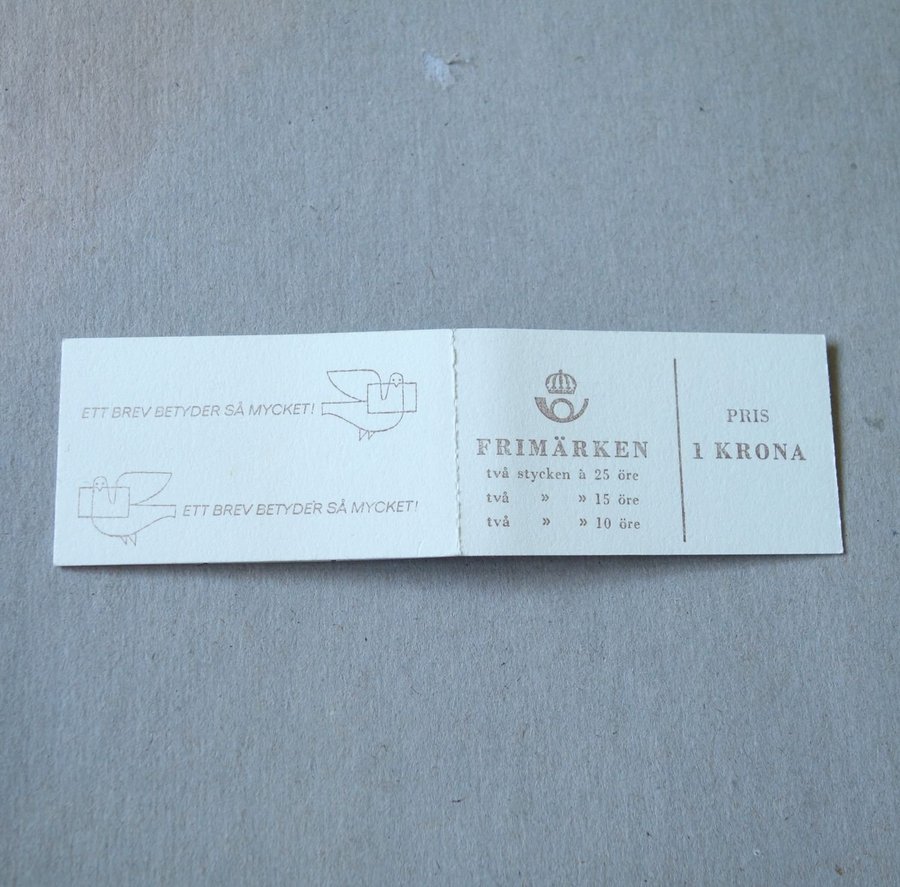 ETT BREV BETYDER SÅ MYCKET!
ETT BREV BETYDER SÅ MYCKET!
FRIMÄRKEN
två stycken à 25 öre
två » » 15 öre
två » » 10 öre
PRIS
1 KRONA